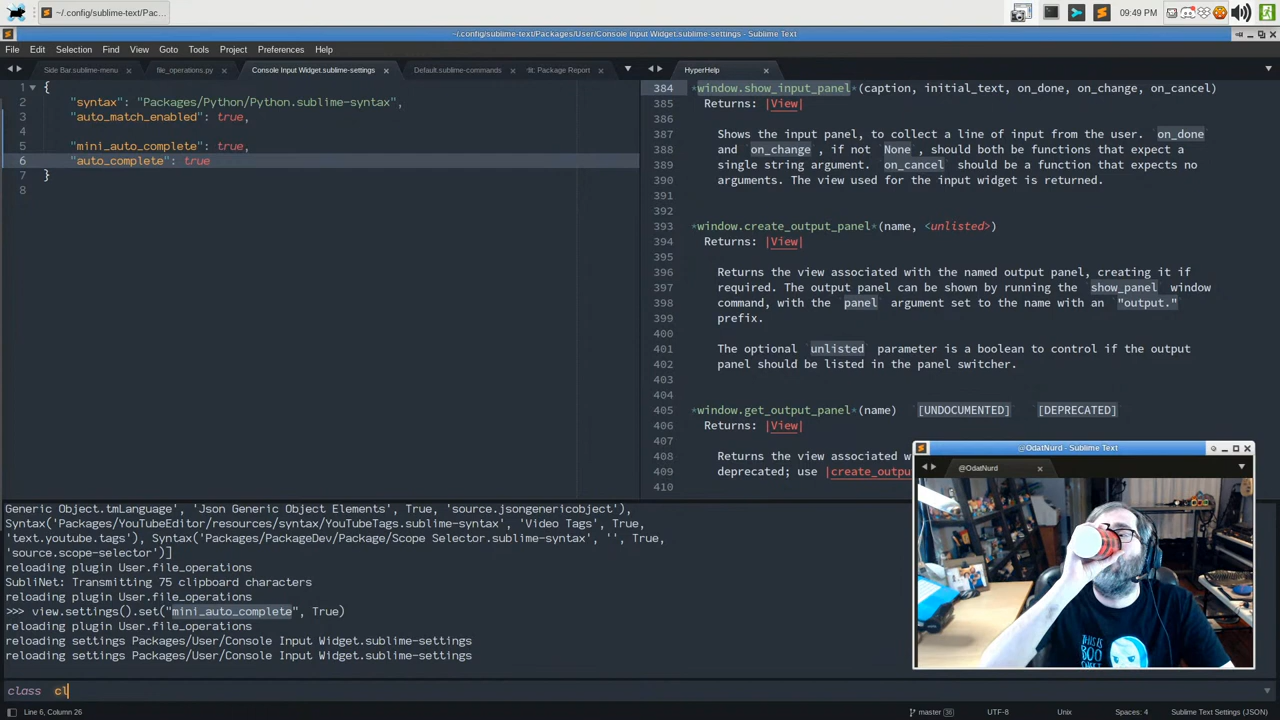 ~/.config/sublime-text/Pac...
09:49 PM
~/.config/sublime-text/Packages/User/Console Input Widget.sublime-settings - Sublime Text
File Edit Selection Find View Goto Tools Project Preferences Help
Side Bar.sublime-menu file_operations.py Console Input Widget.sublime-settings Default.sublime-commands Package Report
1 {
2 "syntax": "Packages/Python/Python.sublime-syntax",
3 "auto_match_enabled": true,
4
5 "mini_auto_complete": true,
6 "auto_complete": true
7 }
8
HyperHelp
384 *window.show_input_panel*(caption, initial_text, on_done, on_change, on_cancel)
385 Returns: |View|
386
387 Shows the input panel, to collect a line of input from the user. `on_done`
388 and `on_change`, if not `None`, should both be functions that expect a
389 single string argument. `on_cancel` should be a function that expects no
390 arguments. The view used for the input widget is returned.
391
392
393 *window.create_output_panel*(name, <unlisted>)
394 Returns: |View|
395
396 Returns the view associated with the named output panel, creating it if
397 required. The output panel can be shown by running the `show_panel` window
398 command, with the `panel` argument set to the name with an `"output."`
399 prefix.
400
401 The optional `unlisted` parameter is a boolean to control if the output
402 panel should be listed in the panel switcher.
403
404
405 *window.get_output_panel*(name) [UNDOCUMENTED] [DEPRECATED]
406 Returns: |View|
407
408 Returns the view associated w
409 deprecated; use |create_outpu
410
@OdatNurd - Sublime Text
@OdatNurd
THIS IS
BOO
Generic Object.tmLanguage', 'Json Generic Object Elements', True, 'source.jsongenericobject'),
Syntax('Packages/YouTubeEditor/resources/syntax/YouTubeTags.sublime-syntax', 'Video Tags', True,
'text.youtube.tags'), Syntax('Packages/PackageDev/Package/Scope Selector.sublime-syntax', '', True,
'source.scope-selector')]
reloading plugin User.file_operations
SubliNet: Transmitting 75 clipboard characters
reloading plugin User.file_operations
>>> view.settings().set("mini_auto_complete", True)
reloading plugin User.file_operations
reloading settings Packages/User/Console Input Widget.sublime-settings
reloading settings Packages/User/Console Input Widget.sublime-settings
class cl
Line 6, Column 26
master 36 UTF-8 Unix Spaces: 4 Sublime Text Settings (JSON)